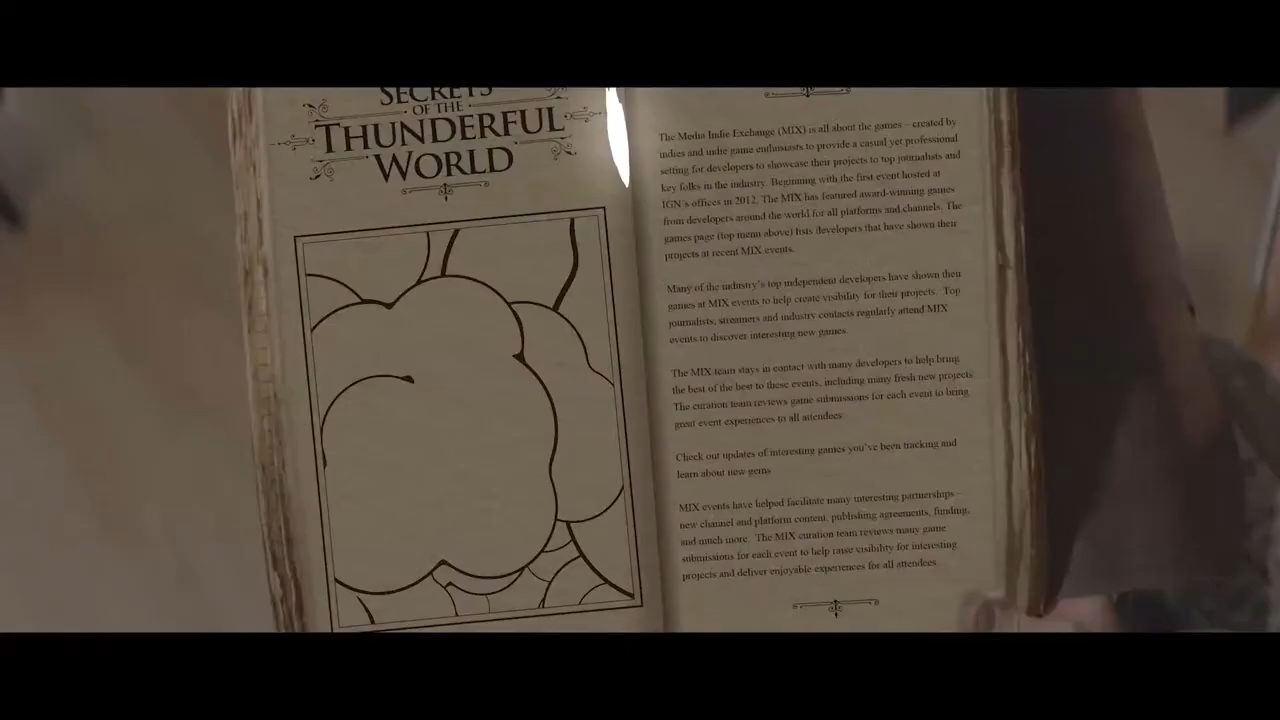 SECRETS
OF THE
THUNDERFUL
WORLD
The Media Indie Exchange (MIX) is all about the games – created by
indies and indie game enthusiasts to provide a casual yet professional
setting for developers to showcase their projects to top journalists and
key folks in the industry. Beginning with the first event hosted at
IGN's offices in 2012, The MIX has featured award-winning games
from developers around the world for all platforms and channels. The
games page (top menu above) lists developers that have shown their
projects at recent MIX events.
Many of the industry's top independent developers have shown their
games at MIX events to help create visibility for their projects. Top
journalists, streamers and industry contacts regularly attend MIX
events to discover interesting new games.
The MIX team stays in contact with many developers to help bring
the best of the best to these events, including many fresh new projects.
The curation team reviews game submissions for each event to bring
great event experiences to all attendees.
Check out updates of interesting games you've been tracking and
learn about new gems
MIX events have helped facilitate many interesting partnerships –
new channel and platform content, publishing agreements, funding,
and much more. The MIX curation team reviews many game
submissions for each event to help raise visibility for interesting
projects and deliver enjoyable experiences for all attendees.